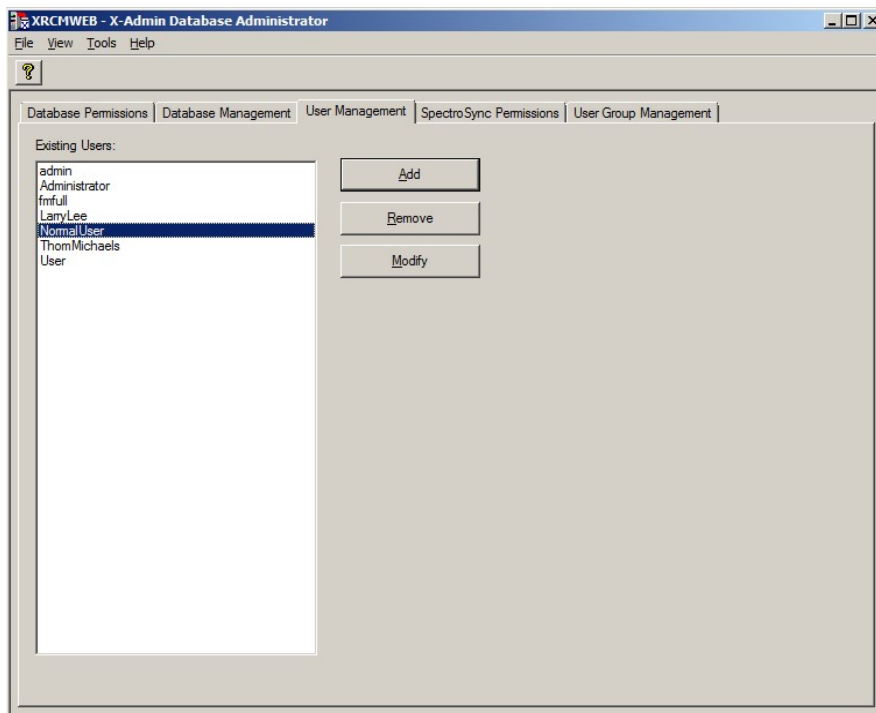 XRCMWEB - X-Admin Database Administrator
File View Tools Help
?
Database Permissions Database Management User Management SpectroSync Permissions User Group Management
Existing Users:
admin
Administrator
fmfull
LarryLee
NormalUser
ThomMichaels
User
Add
Remove
Modify